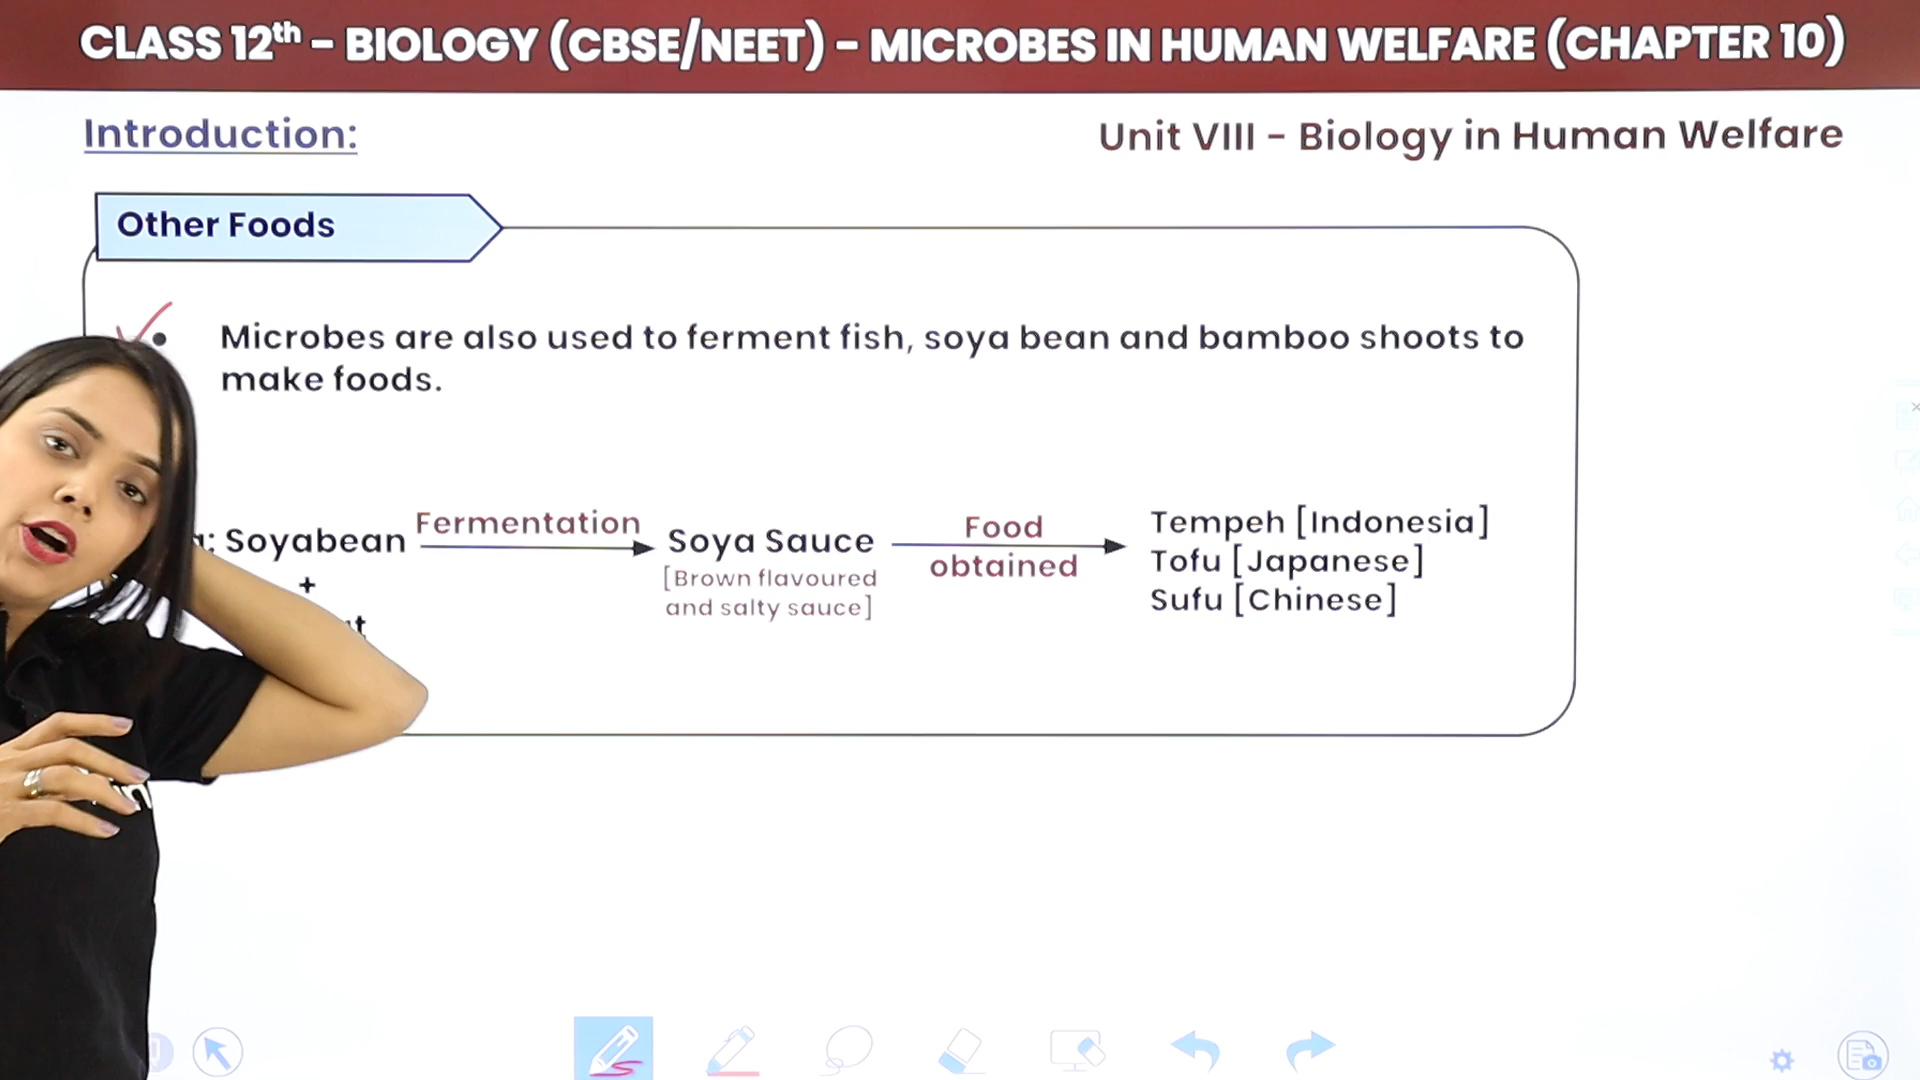 CLASS 12th – BIOLOGY (CBSE/NEET) – MICROBES IN HUMAN WELFARE (CHAPTER 10)
Introduction:
Unit VIII – Biology in Human Welfare
Other Foods
• Microbes are also used to ferment fish, soya bean and bamboo shoots to
make foods.
: Soyabean
+
Fermentation
Soya Sauce
[Brown flavoured
and salty sauce]
Food
obtained
Tempeh [Indonesia]
Tofu [Japanese]
Sufu [Chinese]